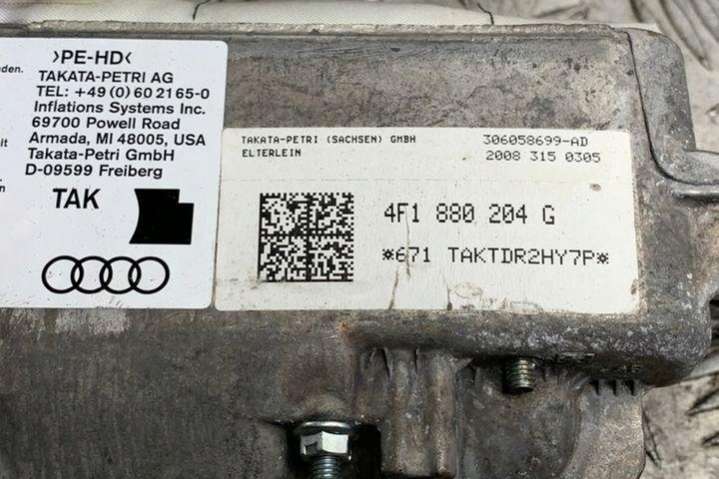 >PE-HD<
TAKATA-PETRI AG
TEL: +49 (0) 60 21 65-0
Inflations Systems Inc.
69700 Powell Road
Armada, MI 48005, USA
Takata-Petri GmbH
D-09599 Freiberg
TAK
TAKATA-PETRI (SACHSEN) GMBH
ELTERLEIN
306058699-AD
2008 315 0305
4F1 880 204 G
*671 TAKTDR2HY7P*